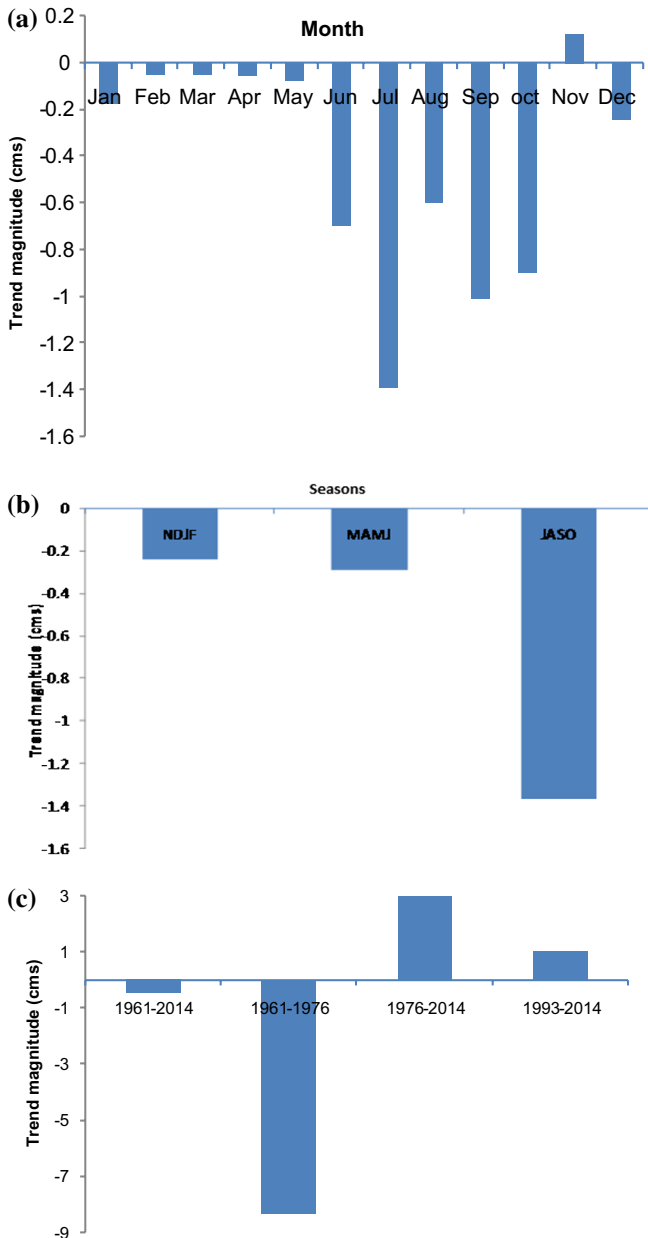 (a)
Month
0.2
0
-0.2
-0.4
-0.6
-0.8
-1
-1.2
-1.4
-1.6
Trend magnitude (cms)
Jan Feb Mar Apr May Jun Jul Aug Sep oct Nov Dec
(b)
Seasons
0
-0.2
-0.4
-0.6
-0.8
-1
-1.2
-1.4
-1.6
Trend magnitude (cms)
NDJF MAMJ JASO
(c)
3
1
-1
-3
-5
-7
-9
Trend magnitude (cms)
1961-2014 1961-1976 1976-2014 1993-2014